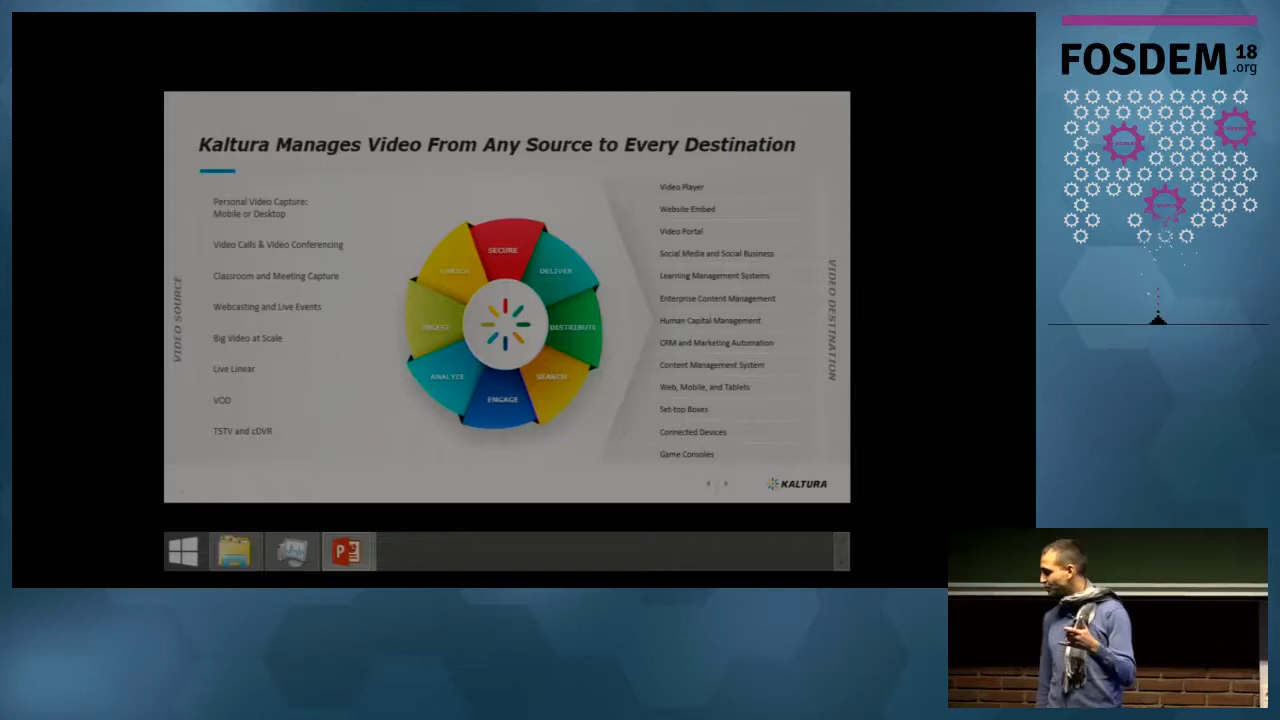 Kaltura Manages Video From Any Source to Every Destination
VIDEO SOURCE
Personal Video Capture:
Mobile or Desktop
Video Calls & Video Conferencing
Classroom and Meeting Capture
Webcasting and Live Events
Big Video at Scale
Live Linear
VOD
TSTV and cDVR
SECURE
DELIVER
DISTRIBUTE
SEARCH
ENGAGE
ANALYZE
INGEST
ENRICH
Video Player
Website Embed
Video Portal
Social Media and Social Business
Learning Management Systems
Enterprise Content Management
Human Capital Management
CRM and Marketing Automation
Content Management System
Web, Mobile, and Tablets
Set-top Boxes
Connected Devices
Game Consoles
VIDEO DESTINATION
KALTURA
FOSDEM 18
.org